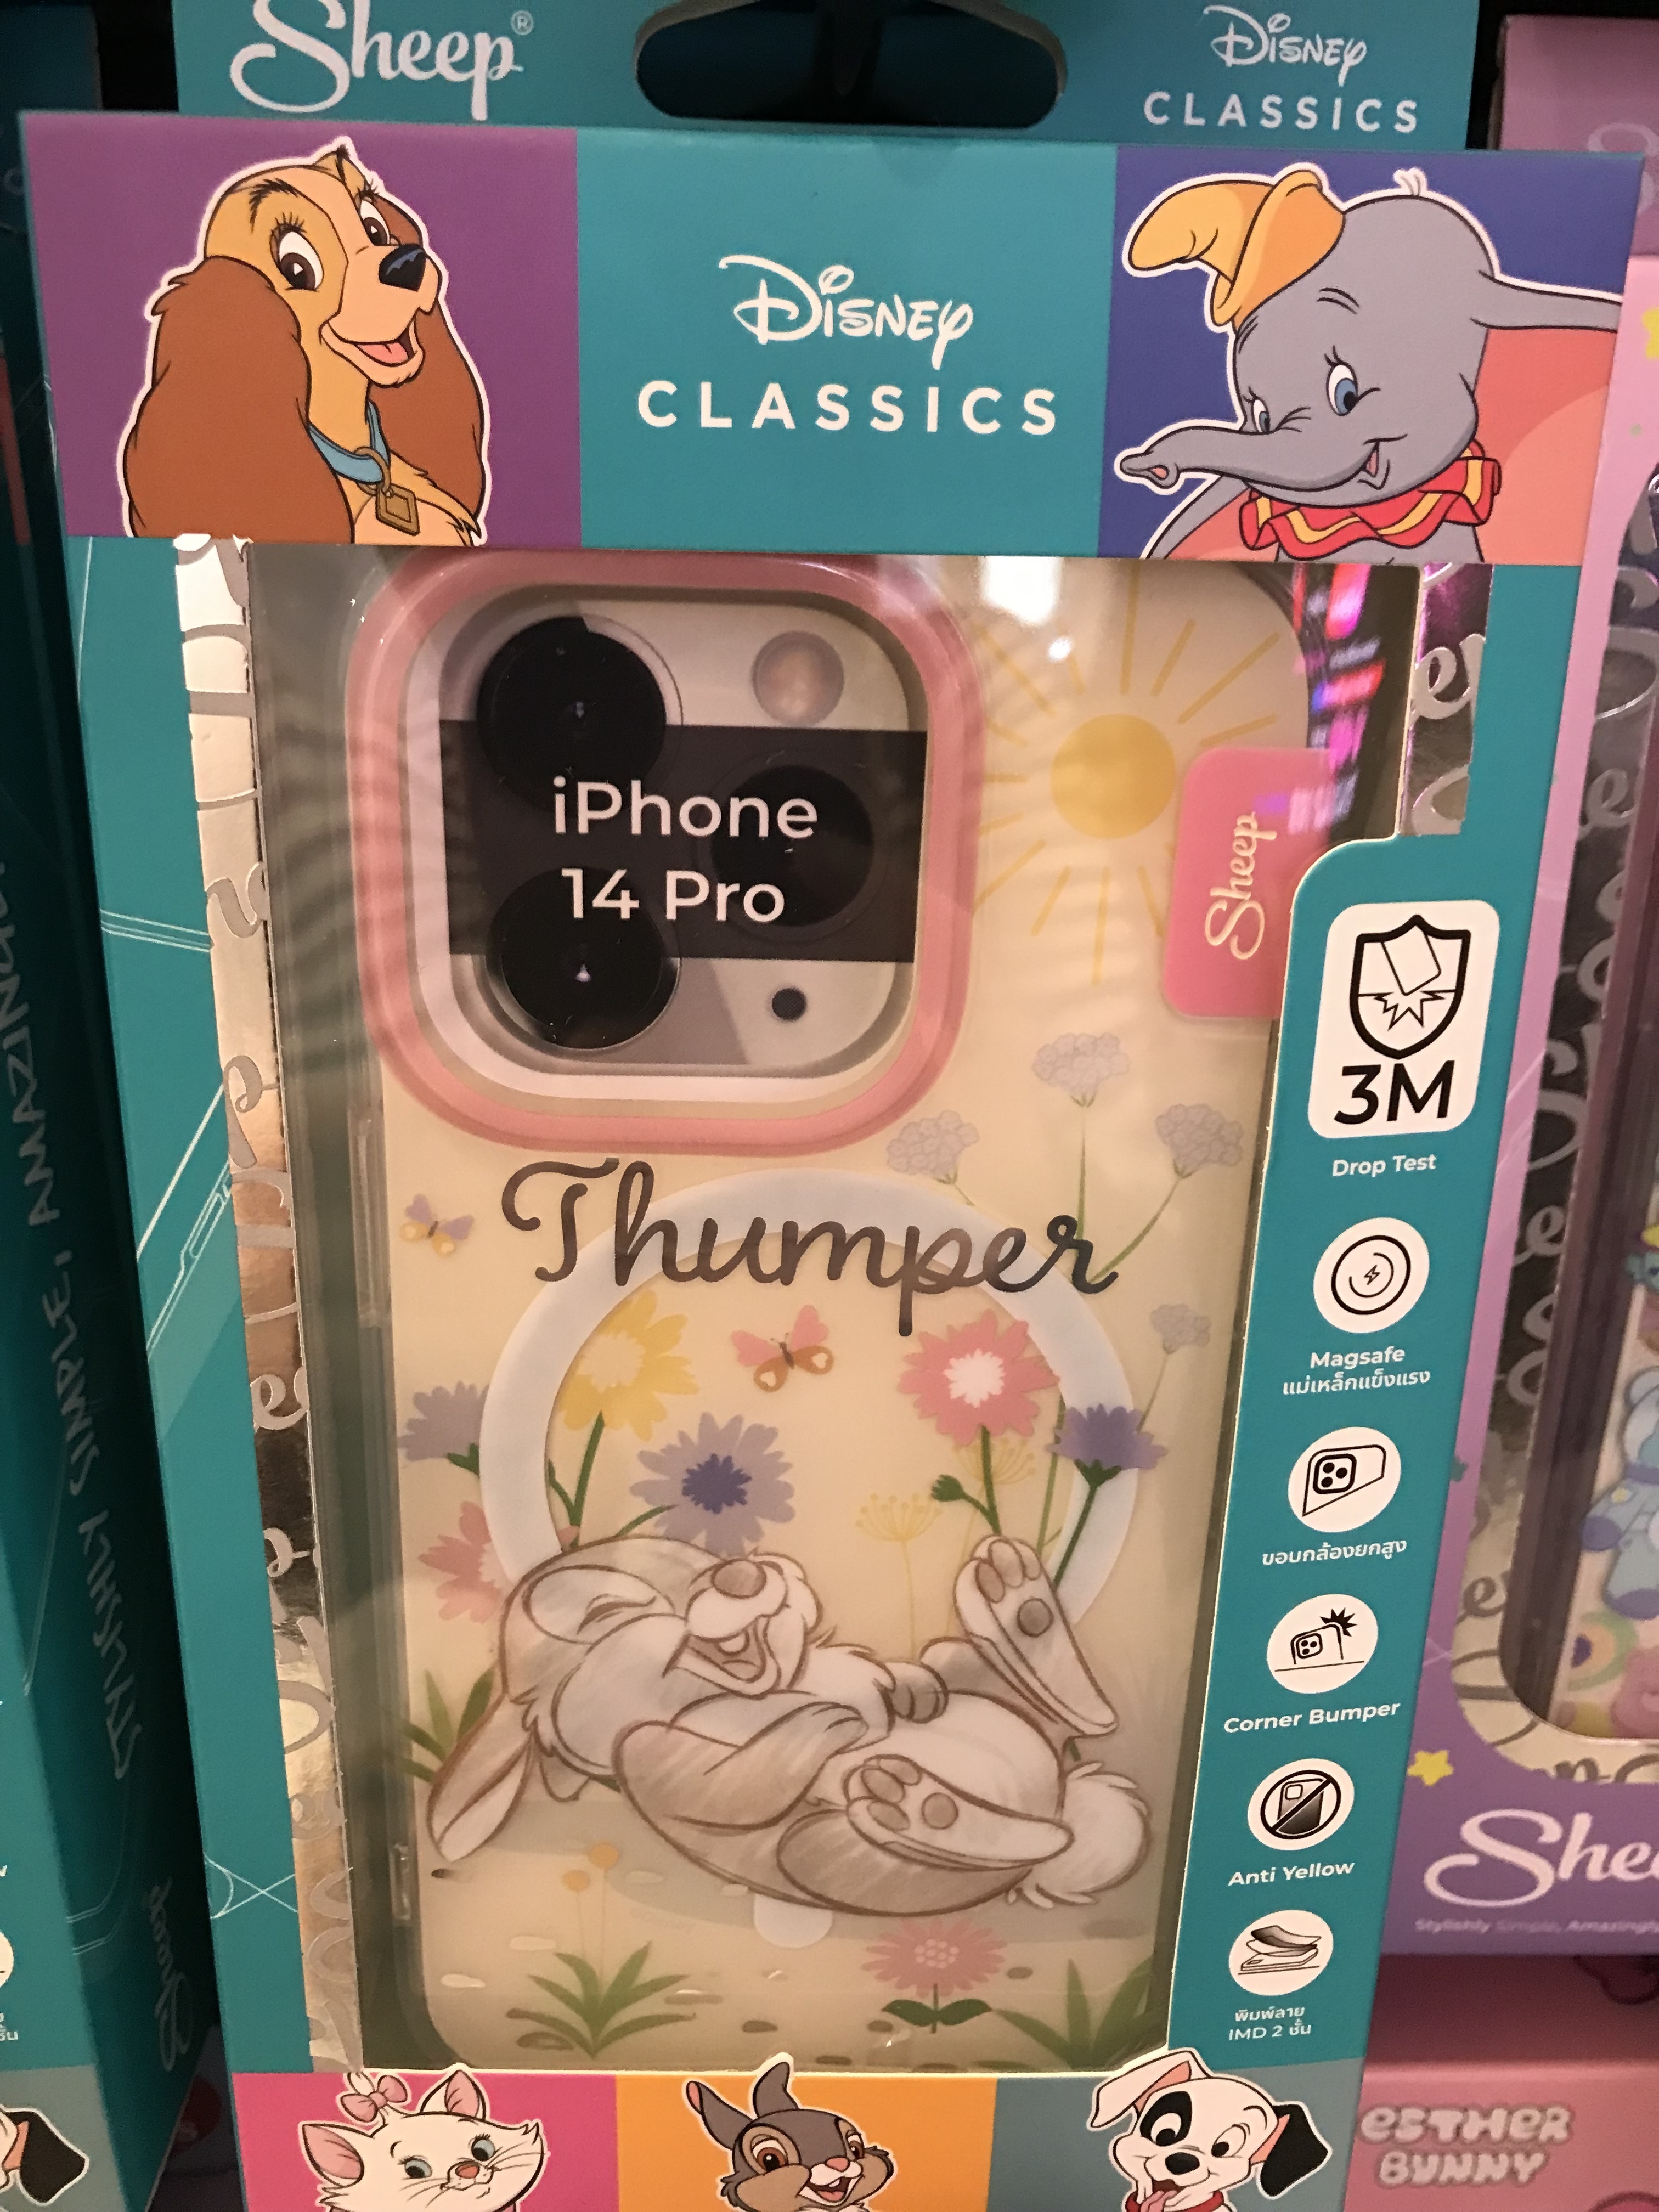 Sheep®
Disney
CLASSICS
Disney
CLASSICS
iPhone
14 Pro
Sheep
3M
Drop Test
Thumper
Magsafe
แม่เหล็กแข็งแรง
ขอบกล้องยกสูง
Corner Bumper
Anti Yellow
พิมพ์ลาย
IMD 2 ชั้น
STYLISHLY SIMPLE, AMAZINGLY
Sheep
Stylishly Simple, Amazingly
ESTHER
BUNNY